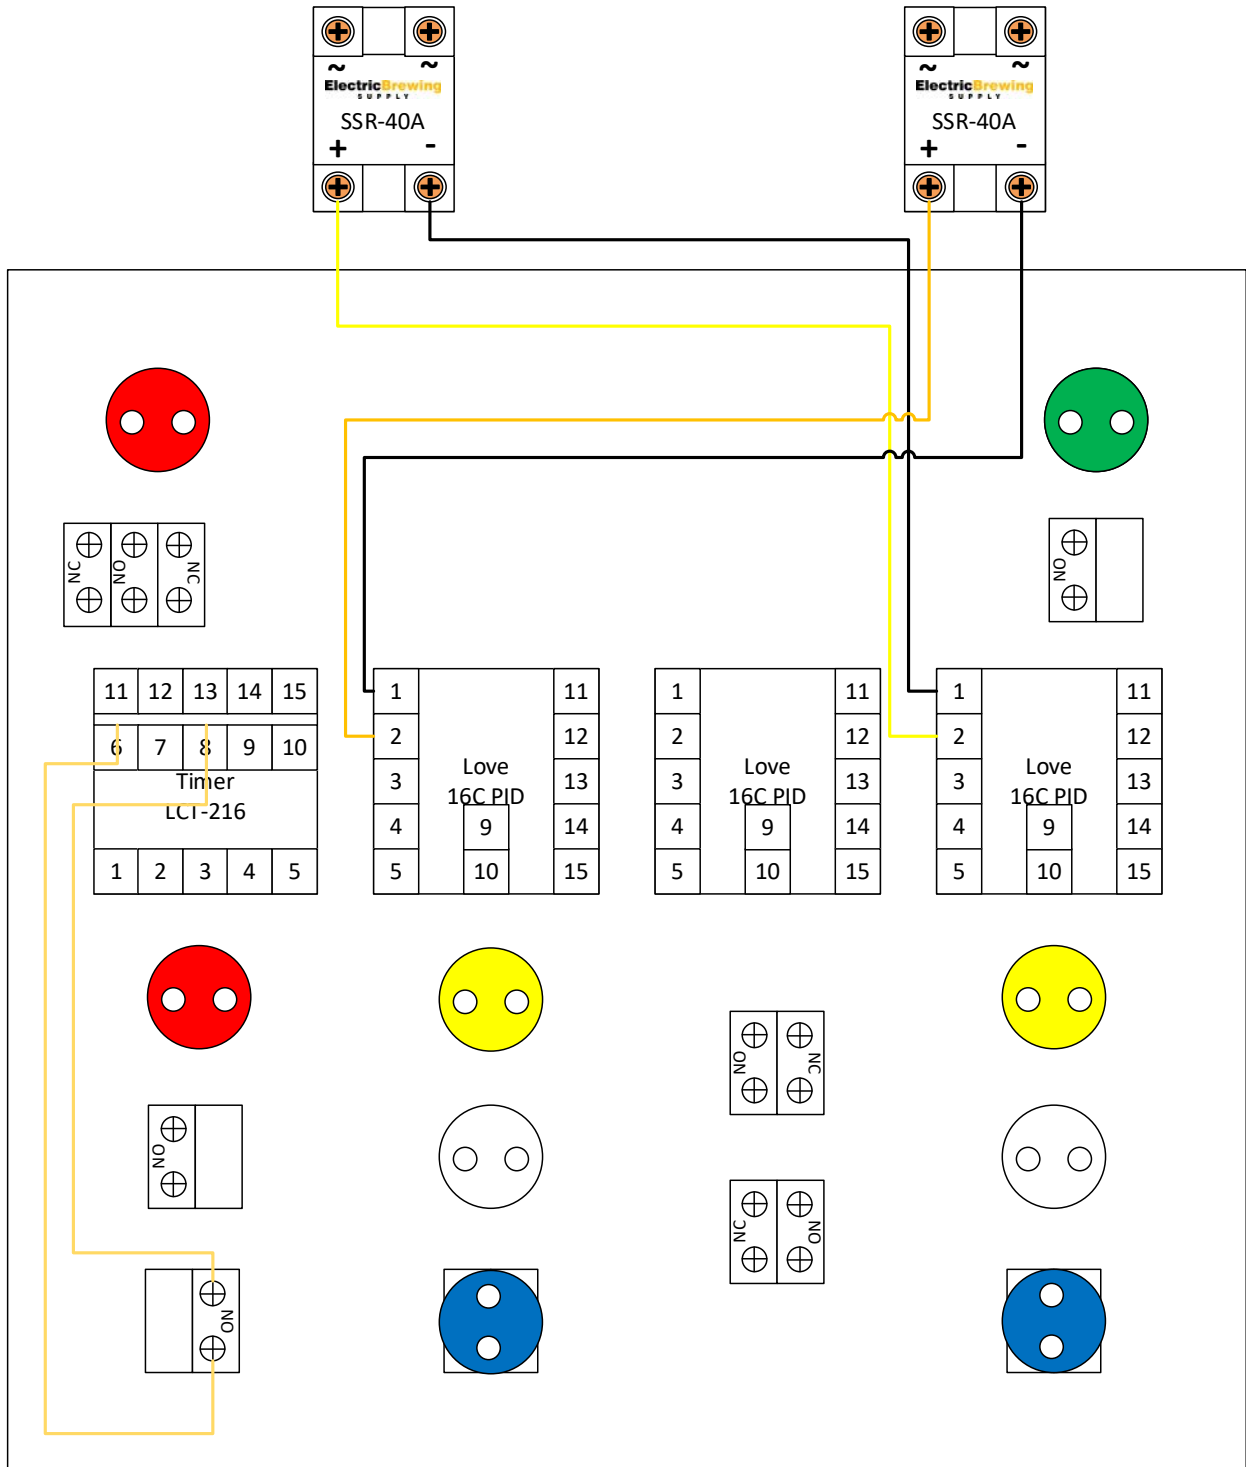 ~ ~
ElectricBrewing
SUPPLY
SSR-40A
+ -
~ ~
ElectricBrewing
SUPPLY
SSR-40A
+ -
NC NO NC
NO
11 12 13 14 15
6 7 8 9 10
Timer
LCT-216
1 2 3 4 5
1 11
2 12
3 13
4 14
5 15
Love
16C PID
9
10
1 11
2 12
3 13
4 14
5 15
Love
16C PID
9
10
1 11
2 12
3 13
4 14
5 15
Love
16C PID
9
10
NO NC
NO
NC NO
NO